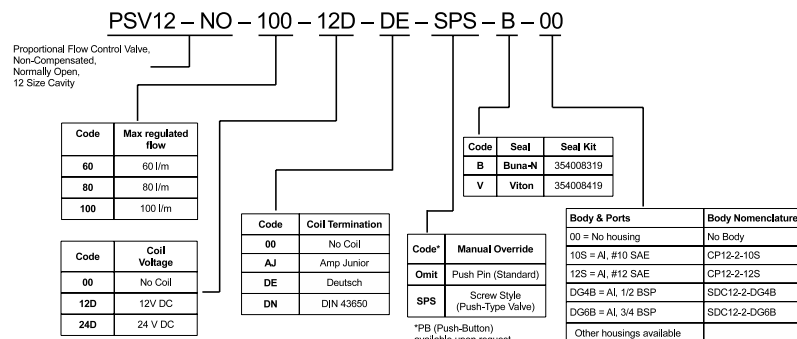 PSV12 – NO – 100 – 12D – DE – SPS – B – 00
Proportional Flow Control Valve,
Non-Compensated,
Normally Open,
12 Size Cavity
Code Max regulated flow
60 60 l/m
80 80 l/m
100 100 l/m
Code Coil Voltage
00 No Coil
12D 12V DC
24D 24 V DC
Code Coil Termination
00 No Coil
AJ Amp Junior
DE Deutsch
DN DIN 43650
Code* Manual Override
Omit Push Pin (Standard)
SPS Screw Style
(Push-Type Valve)
*PB (Push-Button)
available upon request
Code Seal Seal Kit
B Buna-N 354008319
V Viton 354008419
Body & Ports Body Nomenclature
00 = No housing No Body
10S = Al, #10 SAE CP12-2-10S
12S = Al, #12 SAE CP12-2-12S
DG4B = Al, 1/2 BSP SDC12-2-DG4B
DG6B = Al, 3/4 BSP SDC12-2-DG6B
Other housings available